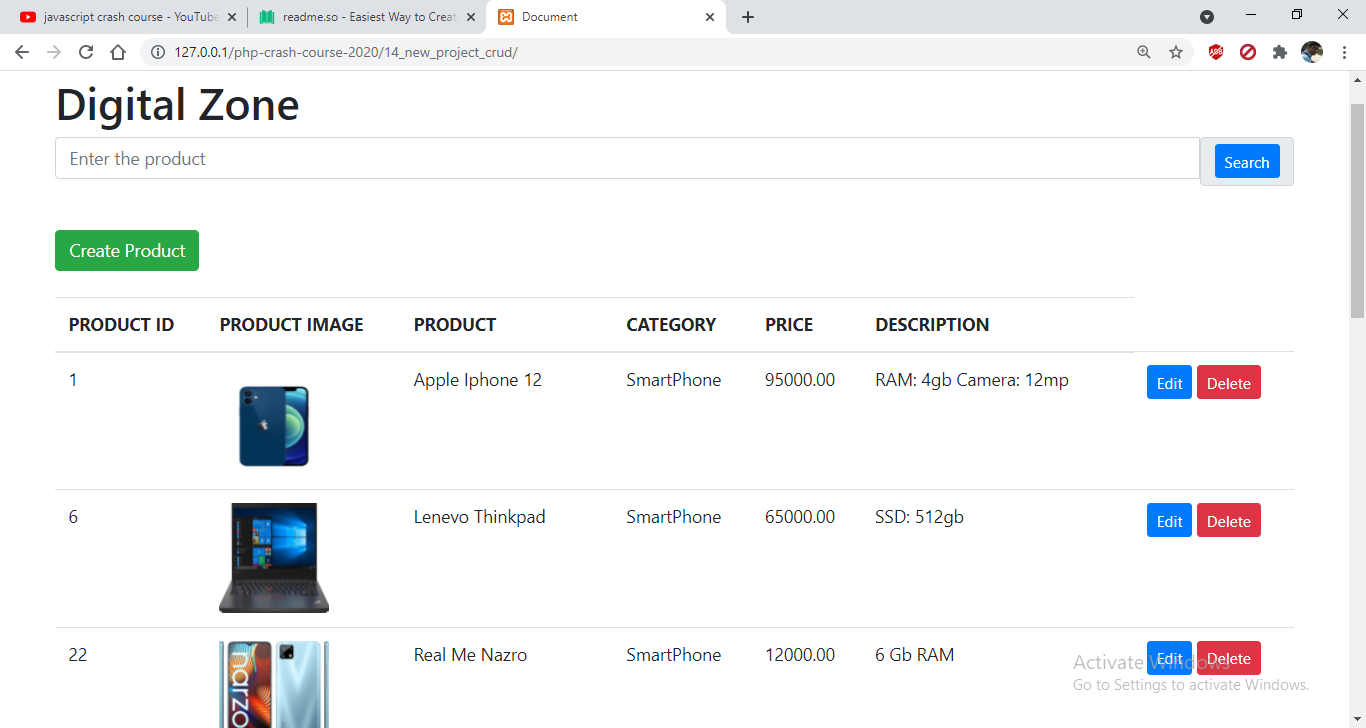 javascript crash course - YouTube
readme.so - Easiest Way to Creat
Document
127.0.0.1/php-crash-course-2020/14_new_project_crud/
ABP
Digital Zone
Enter the product
Search
Create Product
PRODUCT ID PRODUCT IMAGE PRODUCT CATEGORY PRICE DESCRIPTION
1 Apple Iphone 12 SmartPhone 95000.00 RAM: 4gb Camera: 12mp Edit Delete
6 Lenevo Thinkpad SmartPhone 65000.00 SSD: 512gb Edit Delete
22 Real Me Nazro SmartPhone 12000.00 6 Gb RAM Edit Delete
narzo
Activate Windows
Go to Settings to activate Windows.